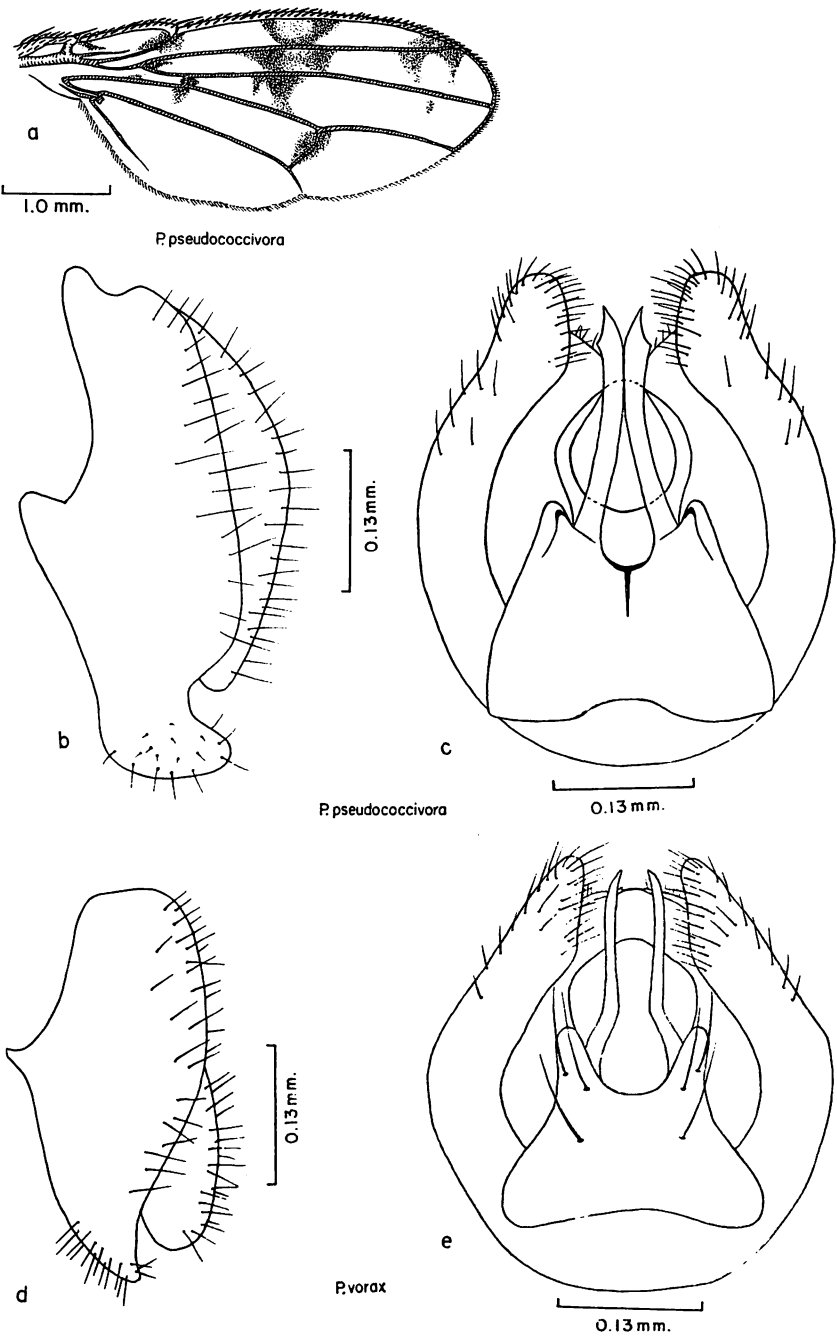 a
1.0 mm.
P. pseudococcivora
0.13 mm.
b
c
0.13 mm.
P. pseudococcivora
0.13 mm.
d
e
P. vorax
0.13 mm.